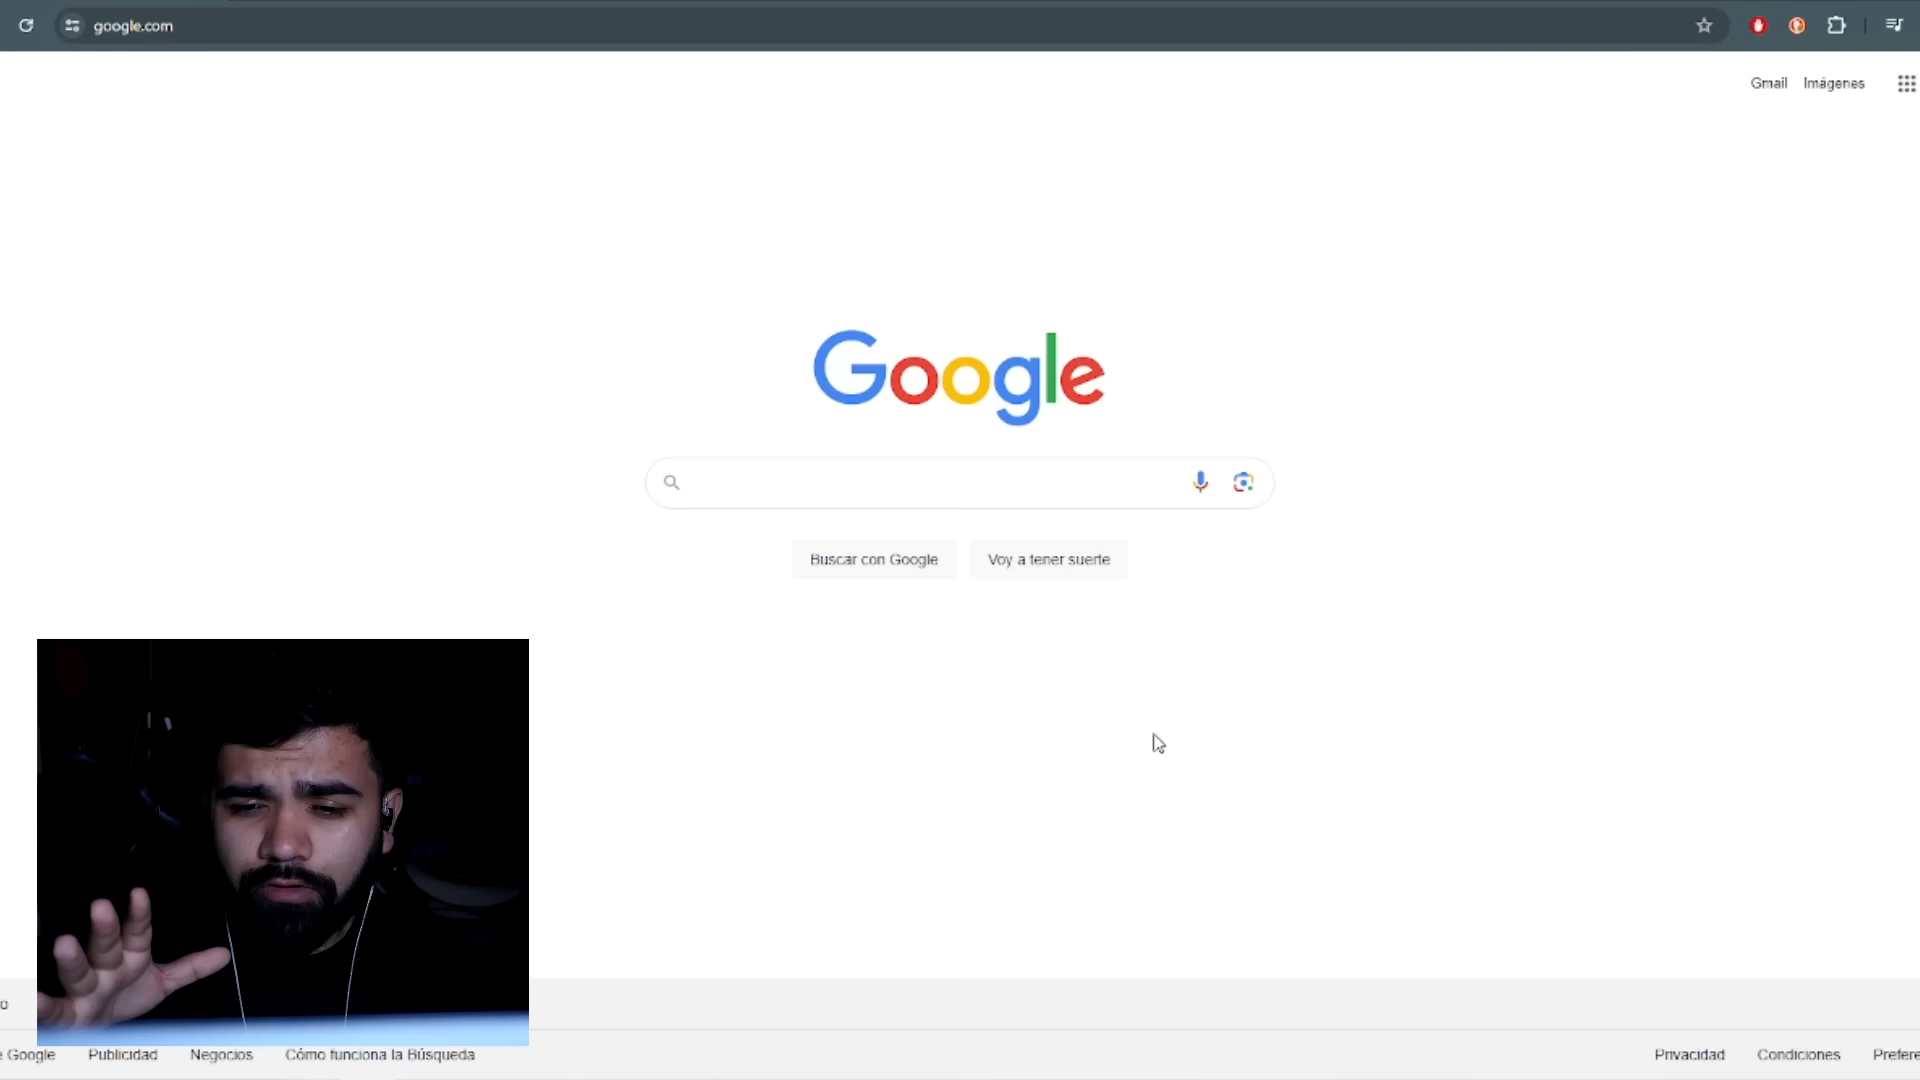 google.com
Gmail Imágenes
Google
Buscar con Google Voy a tener suerte
Google Publicidad Negocios Cómo funciona la Búsqueda Privacidad Condiciones